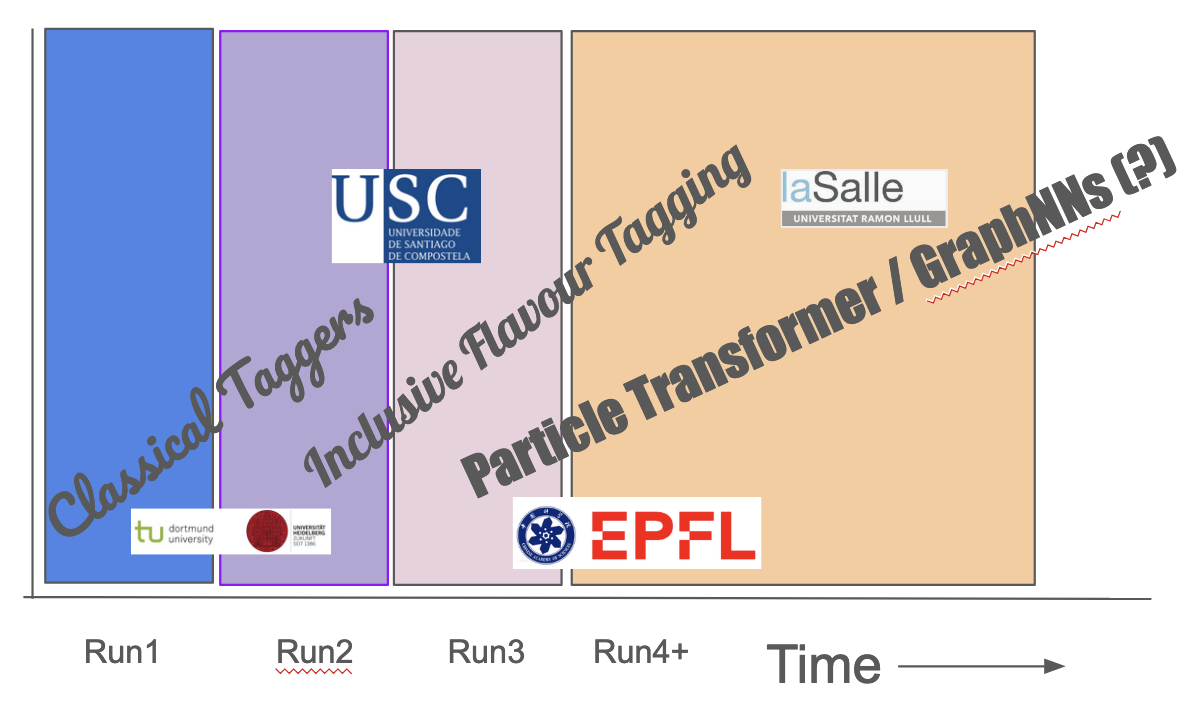 USC
UNIVERSIDADE
DE SANTIAGO
DE COMPOSTELA
laSalle
UNIVERSITAT RAMON LLULL
Classical Taggers
Inclusive Flavour Tagging
Particle Transformer / GraphNNs (?)
tu dortmund
university
UNIVERSITÄT
HEIDELBERG
ZUKUNFT
SEIT 1386
EPFL
Run1
Run2
Run3
Run4+
Time